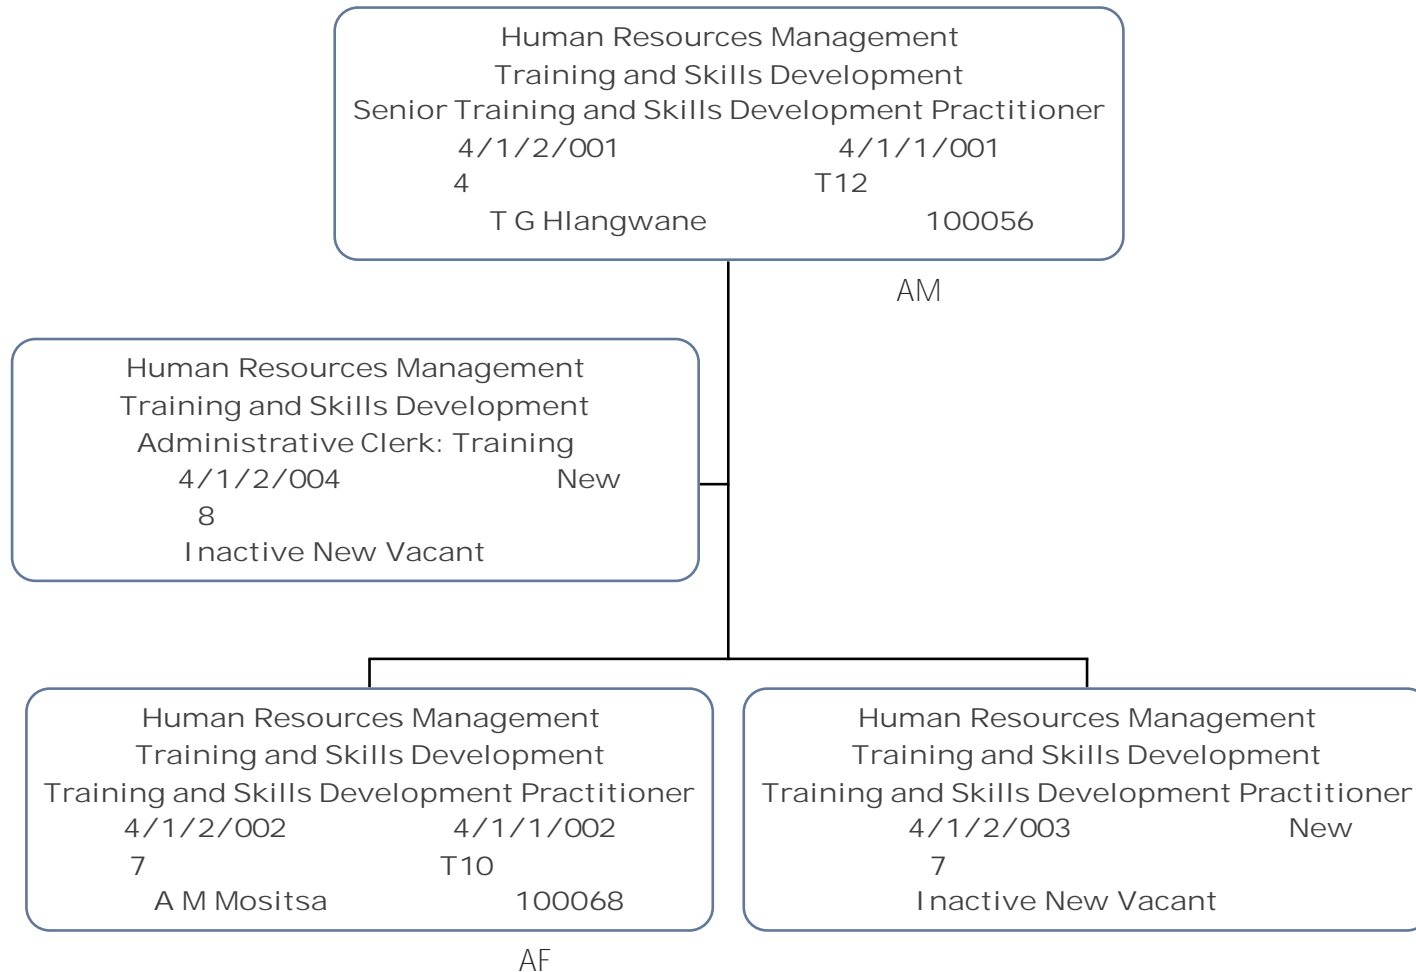 Human Resources Management
Training and Skills Development
Senior Training and Skills Development Practitioner
4/1/2/001 4/1/1/001
4 T12
T G Hlangwane 100056
AM
Human Resources Management
Training and Skills Development
Administrative Clerk: Training
4/1/2/004 New
8
Inactive New Vacant
Human Resources Management
Training and Skills Development
Training and Skills Development Practitioner
4/1/2/002 4/1/1/002
7 T10
A M Mositsa 100068
AF
Human Resources Management
Training and Skills Development
Training and Skills Development Practitioner
4/1/2/003 New
7
Inactive New Vacant